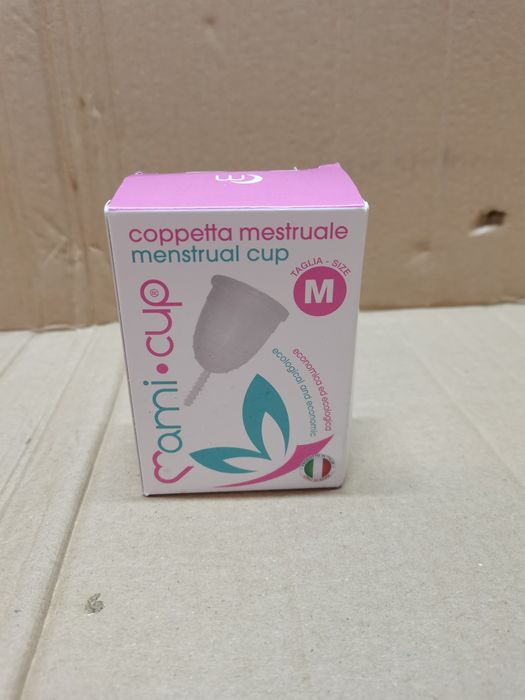 coppetta mestruale
menstrual cup
TAGLIA - SIZE
M
mami·cup®
economica ed ecologica
ecological and economic